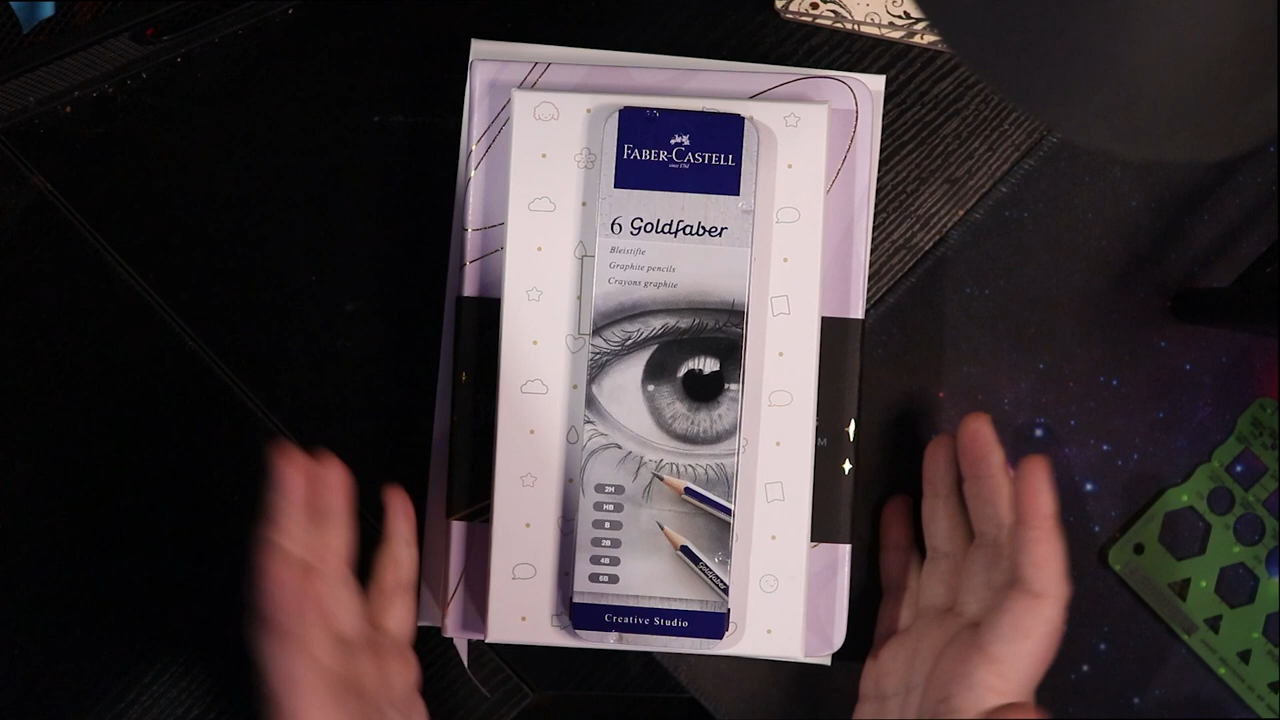 FABER-CASTELL
since 1761
6 Goldfaber
Bleistifte
Graphite pencils
Crayons graphite
2H
HB
B
2B
4B
6B
Goldfaber
Creative Studio